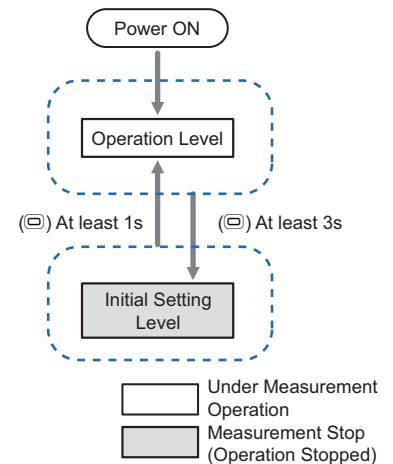 Power ON
Operation Level
() At least 1s
() At least 3s
Initial Setting
Level
Under Measurement
Operation
Measurement Stop
(Operation Stopped)